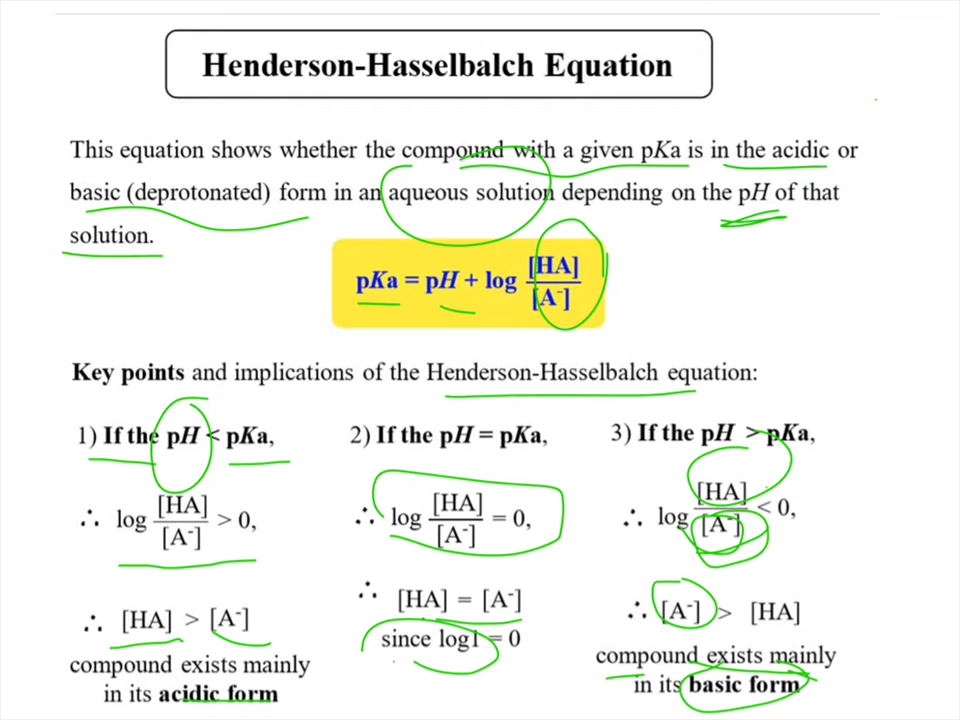 Henderson-Hasselbalch Equation
This equation shows whether the compound with a given pKa is in the acidic or
basic (deprotonated) form in an aqueous solution depending on the pH of that
solution.
pKa = pH + log [HA]/[A⁻]
Key points and implications of the Henderson-Hasselbalch equation:
1) If the pH < pKa,
∴ log [HA]/[A⁻] > 0,
∴ [HA] > [A⁻]
compound exists mainly
in its acidic form
2) If the pH = pKa,
∴ log [HA]/[A⁻] = 0,
∴ [HA] = [A⁻]
since log1 = 0
3) If the pH > pKa,
∴ log [HA]/[A⁻] < 0,
∴ [A⁻] > [HA]
compound exists mainly
in its basic form